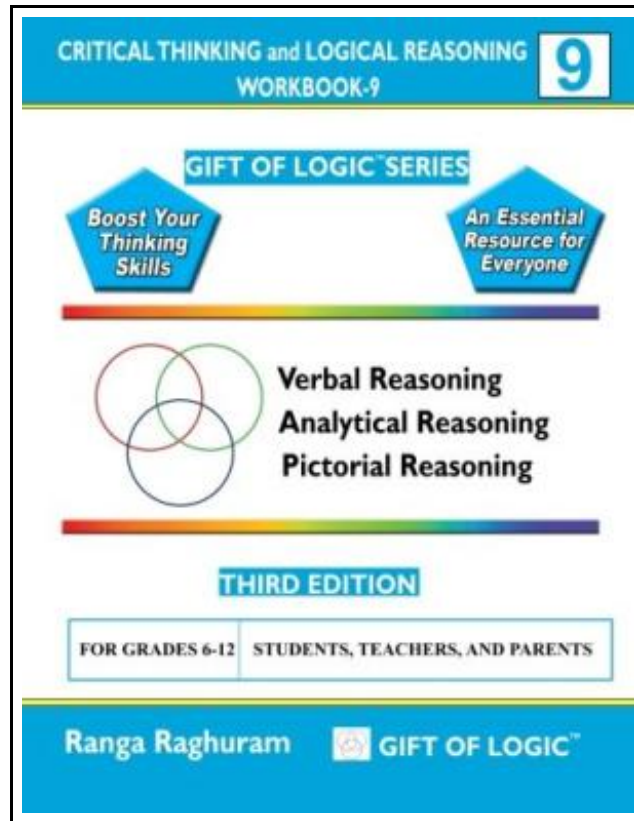 CRITICAL THINKING and LOGICAL REASONING
WORKBOOK-9
9
GIFT OF LOGIC™SERIES
Boost Your
Thinking
Skills
An Essential
Resource for
Everyone
Verbal Reasoning
Analytical Reasoning
Pictorial Reasoning
THIRD EDITION
FOR GRADES 6-12 STUDENTS, TEACHERS, AND PARENTS
Ranga Raghuram GIFT OF LOGIC™